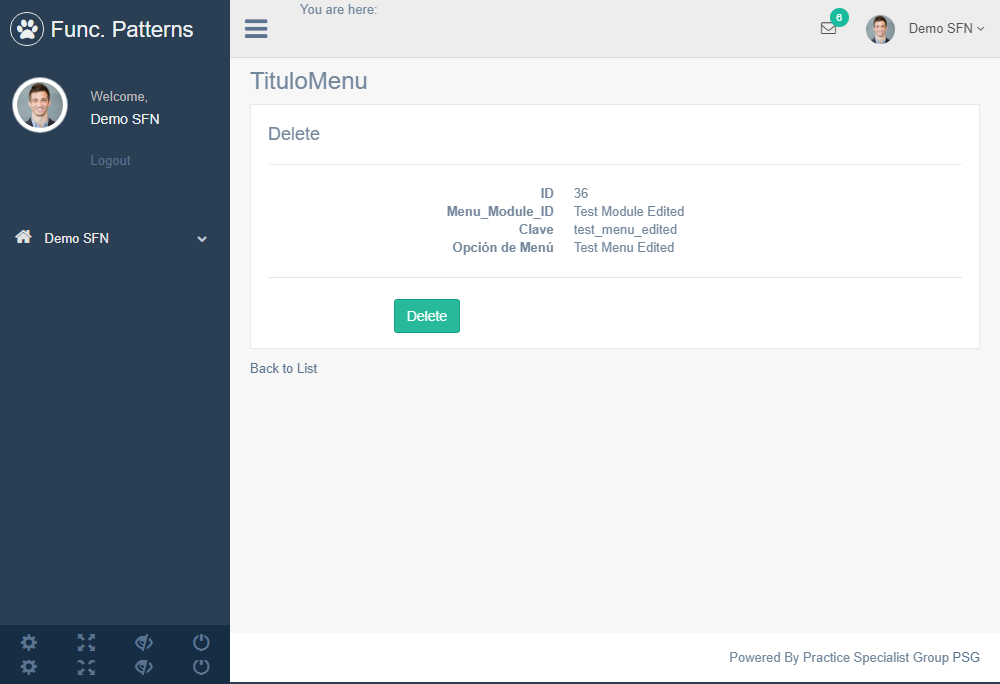 Func. Patterns
You are here:
6
Demo SFN
Welcome,
Demo SFN
Logout
Demo SFN
TituloMenu
Delete
ID 36
Menu_Module_ID Test Module Edited
Clave test_menu_edited
Opción de Menú Test Menu Edited
Delete
Back to List
Powered By Practice Specialist Group PSG